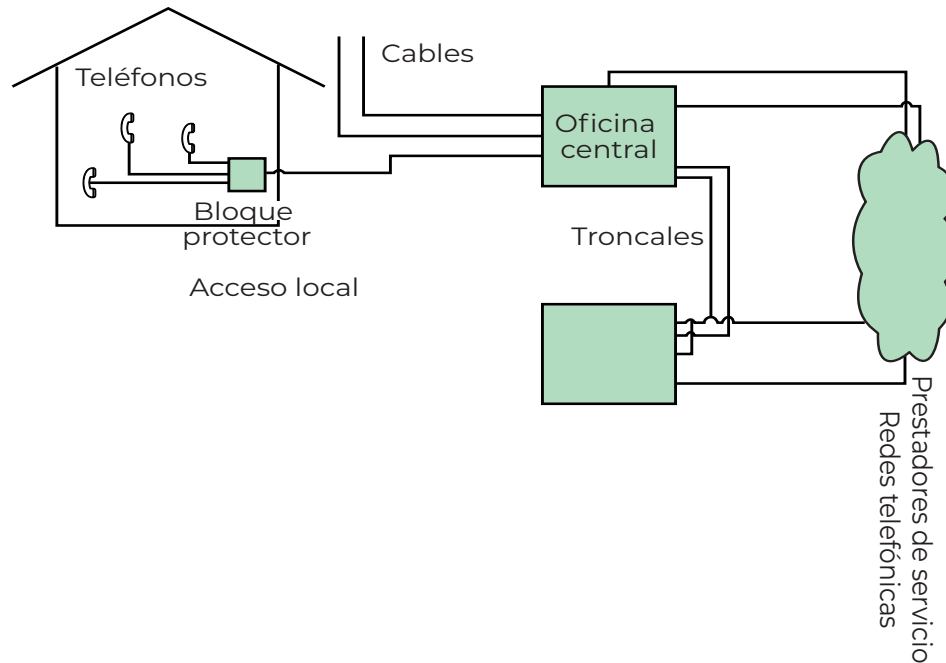 Teléfonos
Cables
Oficina
central
Bloque
protector
Troncales
Acceso local
Prestadores de servicio
Redes telefónicas